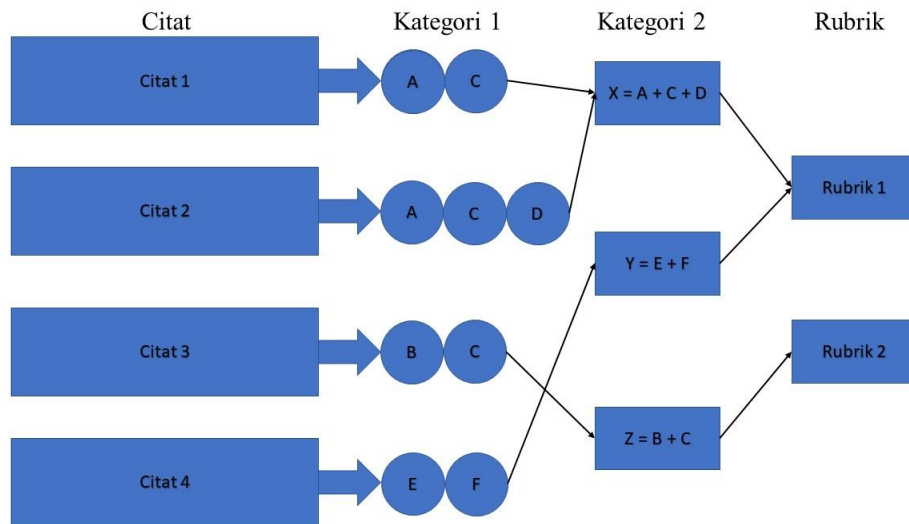 Citat
Kategori 1
Kategori 2
Rubrik
Citat 1
A
C
X = A + C + D
Rubrik 1
Citat 2
A
C
D
Y = E + F
Citat 3
B
C
Rubrik 2
Z = B + C
Citat 4
E
F